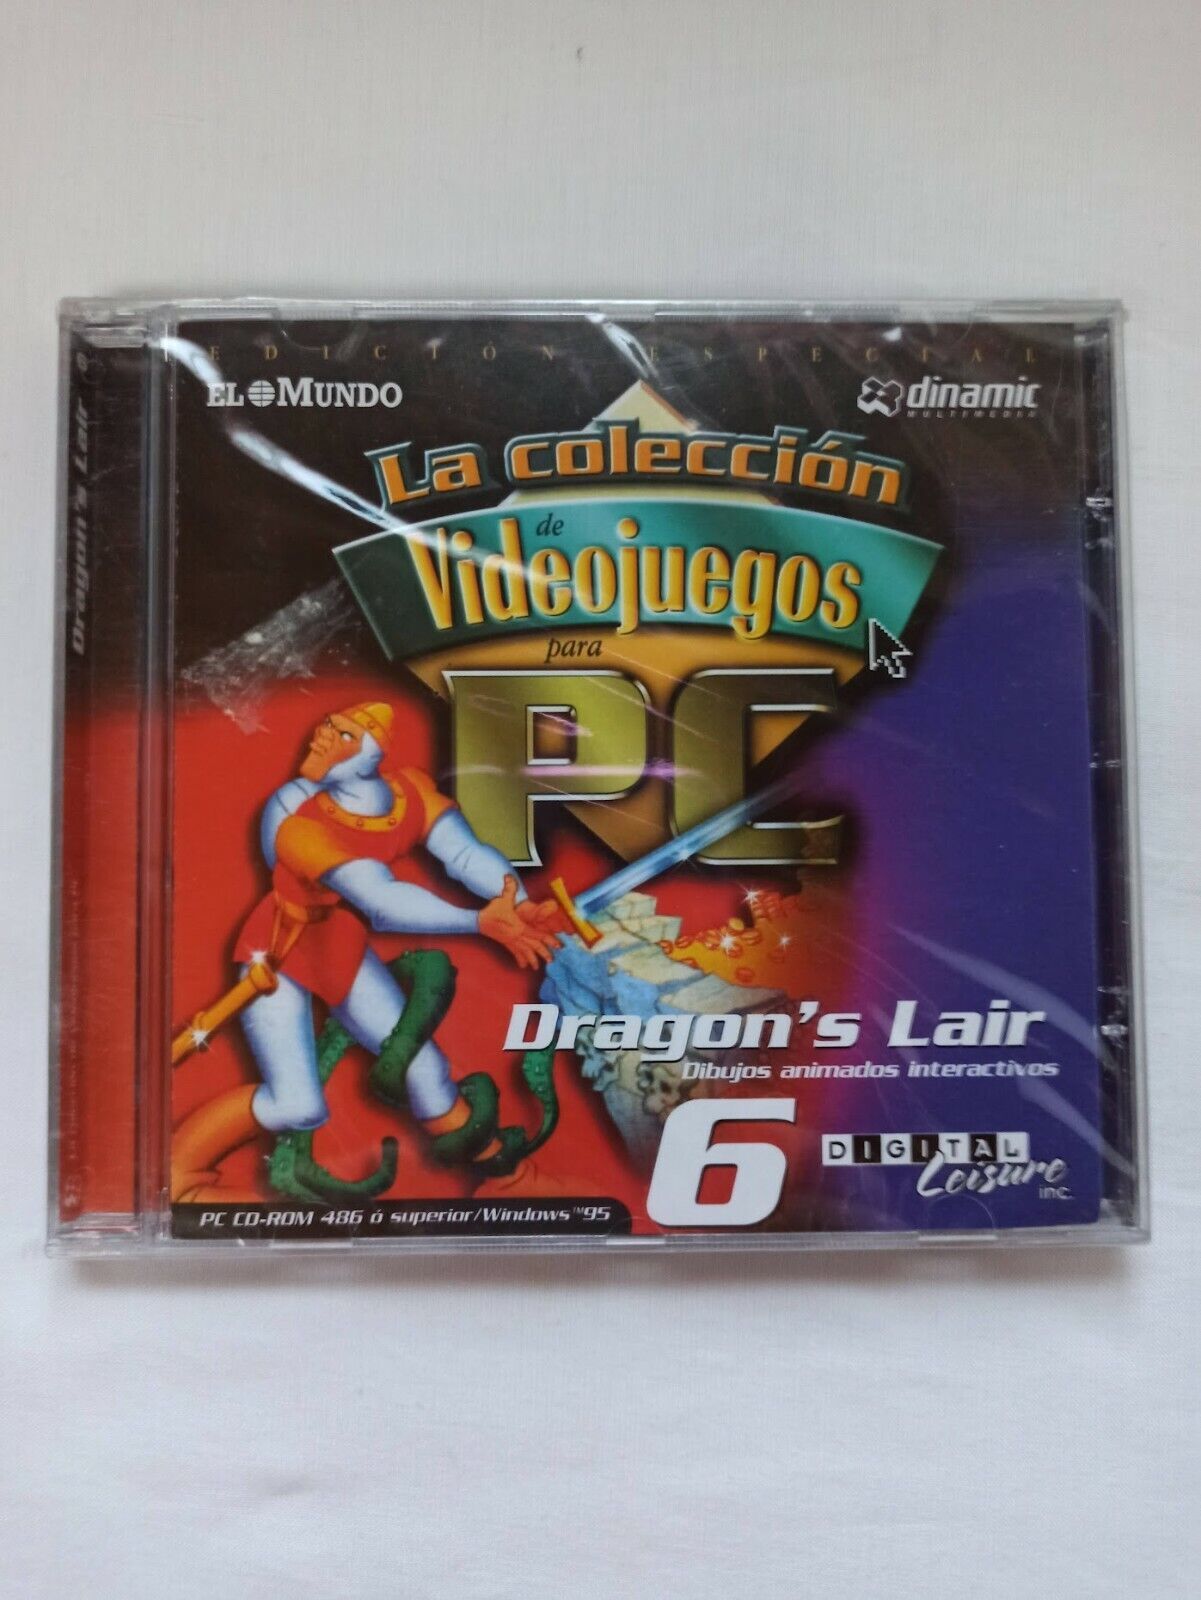 EDICIÓN ESPECIAL
EL MUNDO
dinamic
MULTIMEDIA
La colección
de
Videojuegos
para
PC
Dragon's Lair
Dibujos animados interactivos
6
DIGITAL
Leisure
inc.
PC CD-ROM 486 ó superior/Windows™95
Dragon's Lair 6